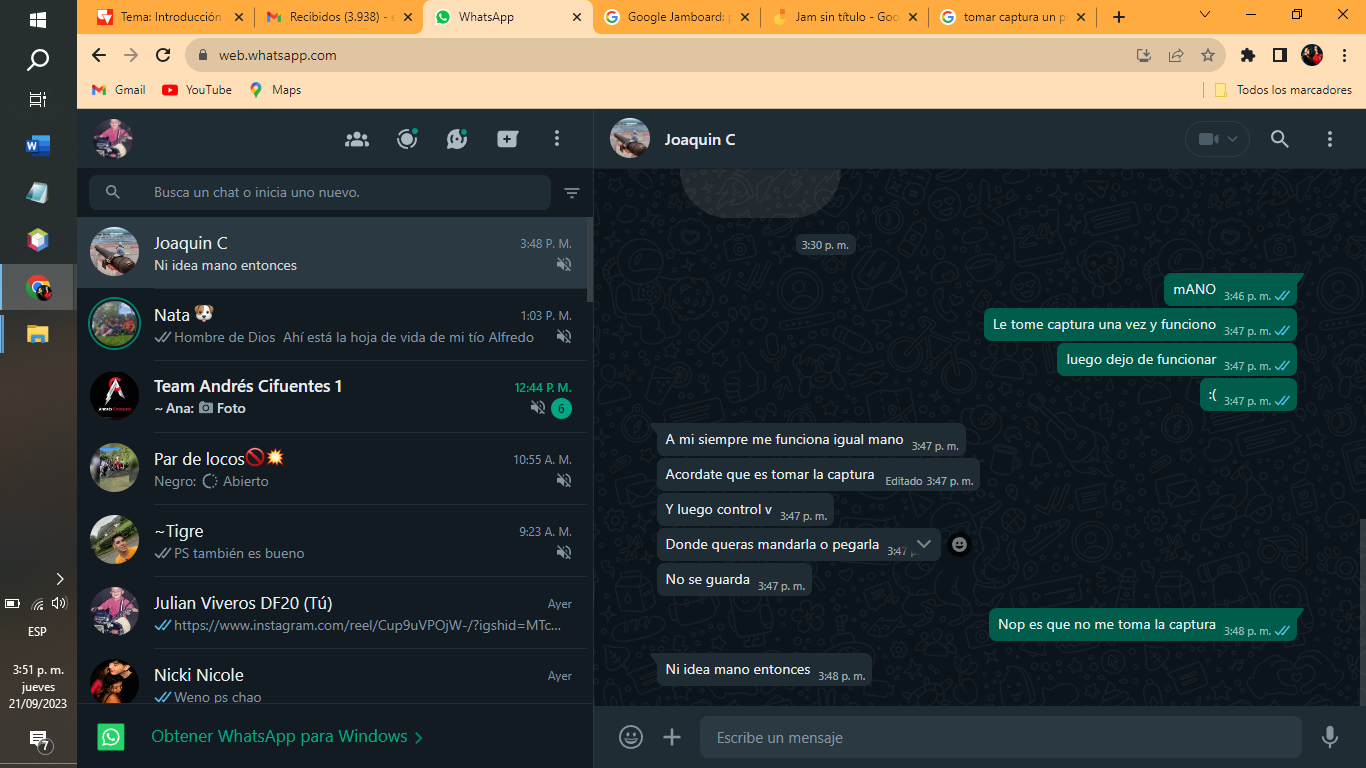 Tema: Introducción
Recibidos (3.938) - e
WhatsApp
Google Jamboard: p
Jam sin título - Goo
tomar captura un p
web.whatsapp.com
Gmail
YouTube
Maps
Todos los marcadores
Joaquin C
Busca un chat o inicia uno nuevo.
Joaquin C
3:48 P. M.
Ni idea mano entonces
Nata
1:03 P. M.
Hombre de Dios Ahí está la hoja de vida de mi tío Alfredo
Team Andrés Cifuentes 1
12:44 P. M.
~ Ana: Foto
6
Par de locos🚫💥
10:55 A. M.
Negro: Abierto
~Tigre
9:23 A. M.
PS también es bueno
Julian Viveros DF20 (Tú)
Ayer
https://www.instagram.com/reel/Cup9uVPOjW-/?igshid=MTc...
Nicki Nicole
Ayer
Weno ps chao
Obtener WhatsApp para Windows
3:30 p. m.
mANO 3:46 p. m.
Le tome captura una vez y funciono 3:47 p. m.
luego dejo de funcionar 3:47 p. m.
:( 3:47 p. m.
A mi siempre me funciona igual mano 3:47 p. m.
Acordate que es tomar la captura Editado 3:47 p. m.
Y luego control v 3:47 p. m.
Donde queras mandarla o pegarla 3:47 p.
No se guarda 3:47 p. m.
Nop es que no me toma la captura 3:48 p. m.
Ni idea mano entonces 3:48 p. m.
Escribe un mensaje
ESP
3:51 p. m.
jueves
21/09/2023
7